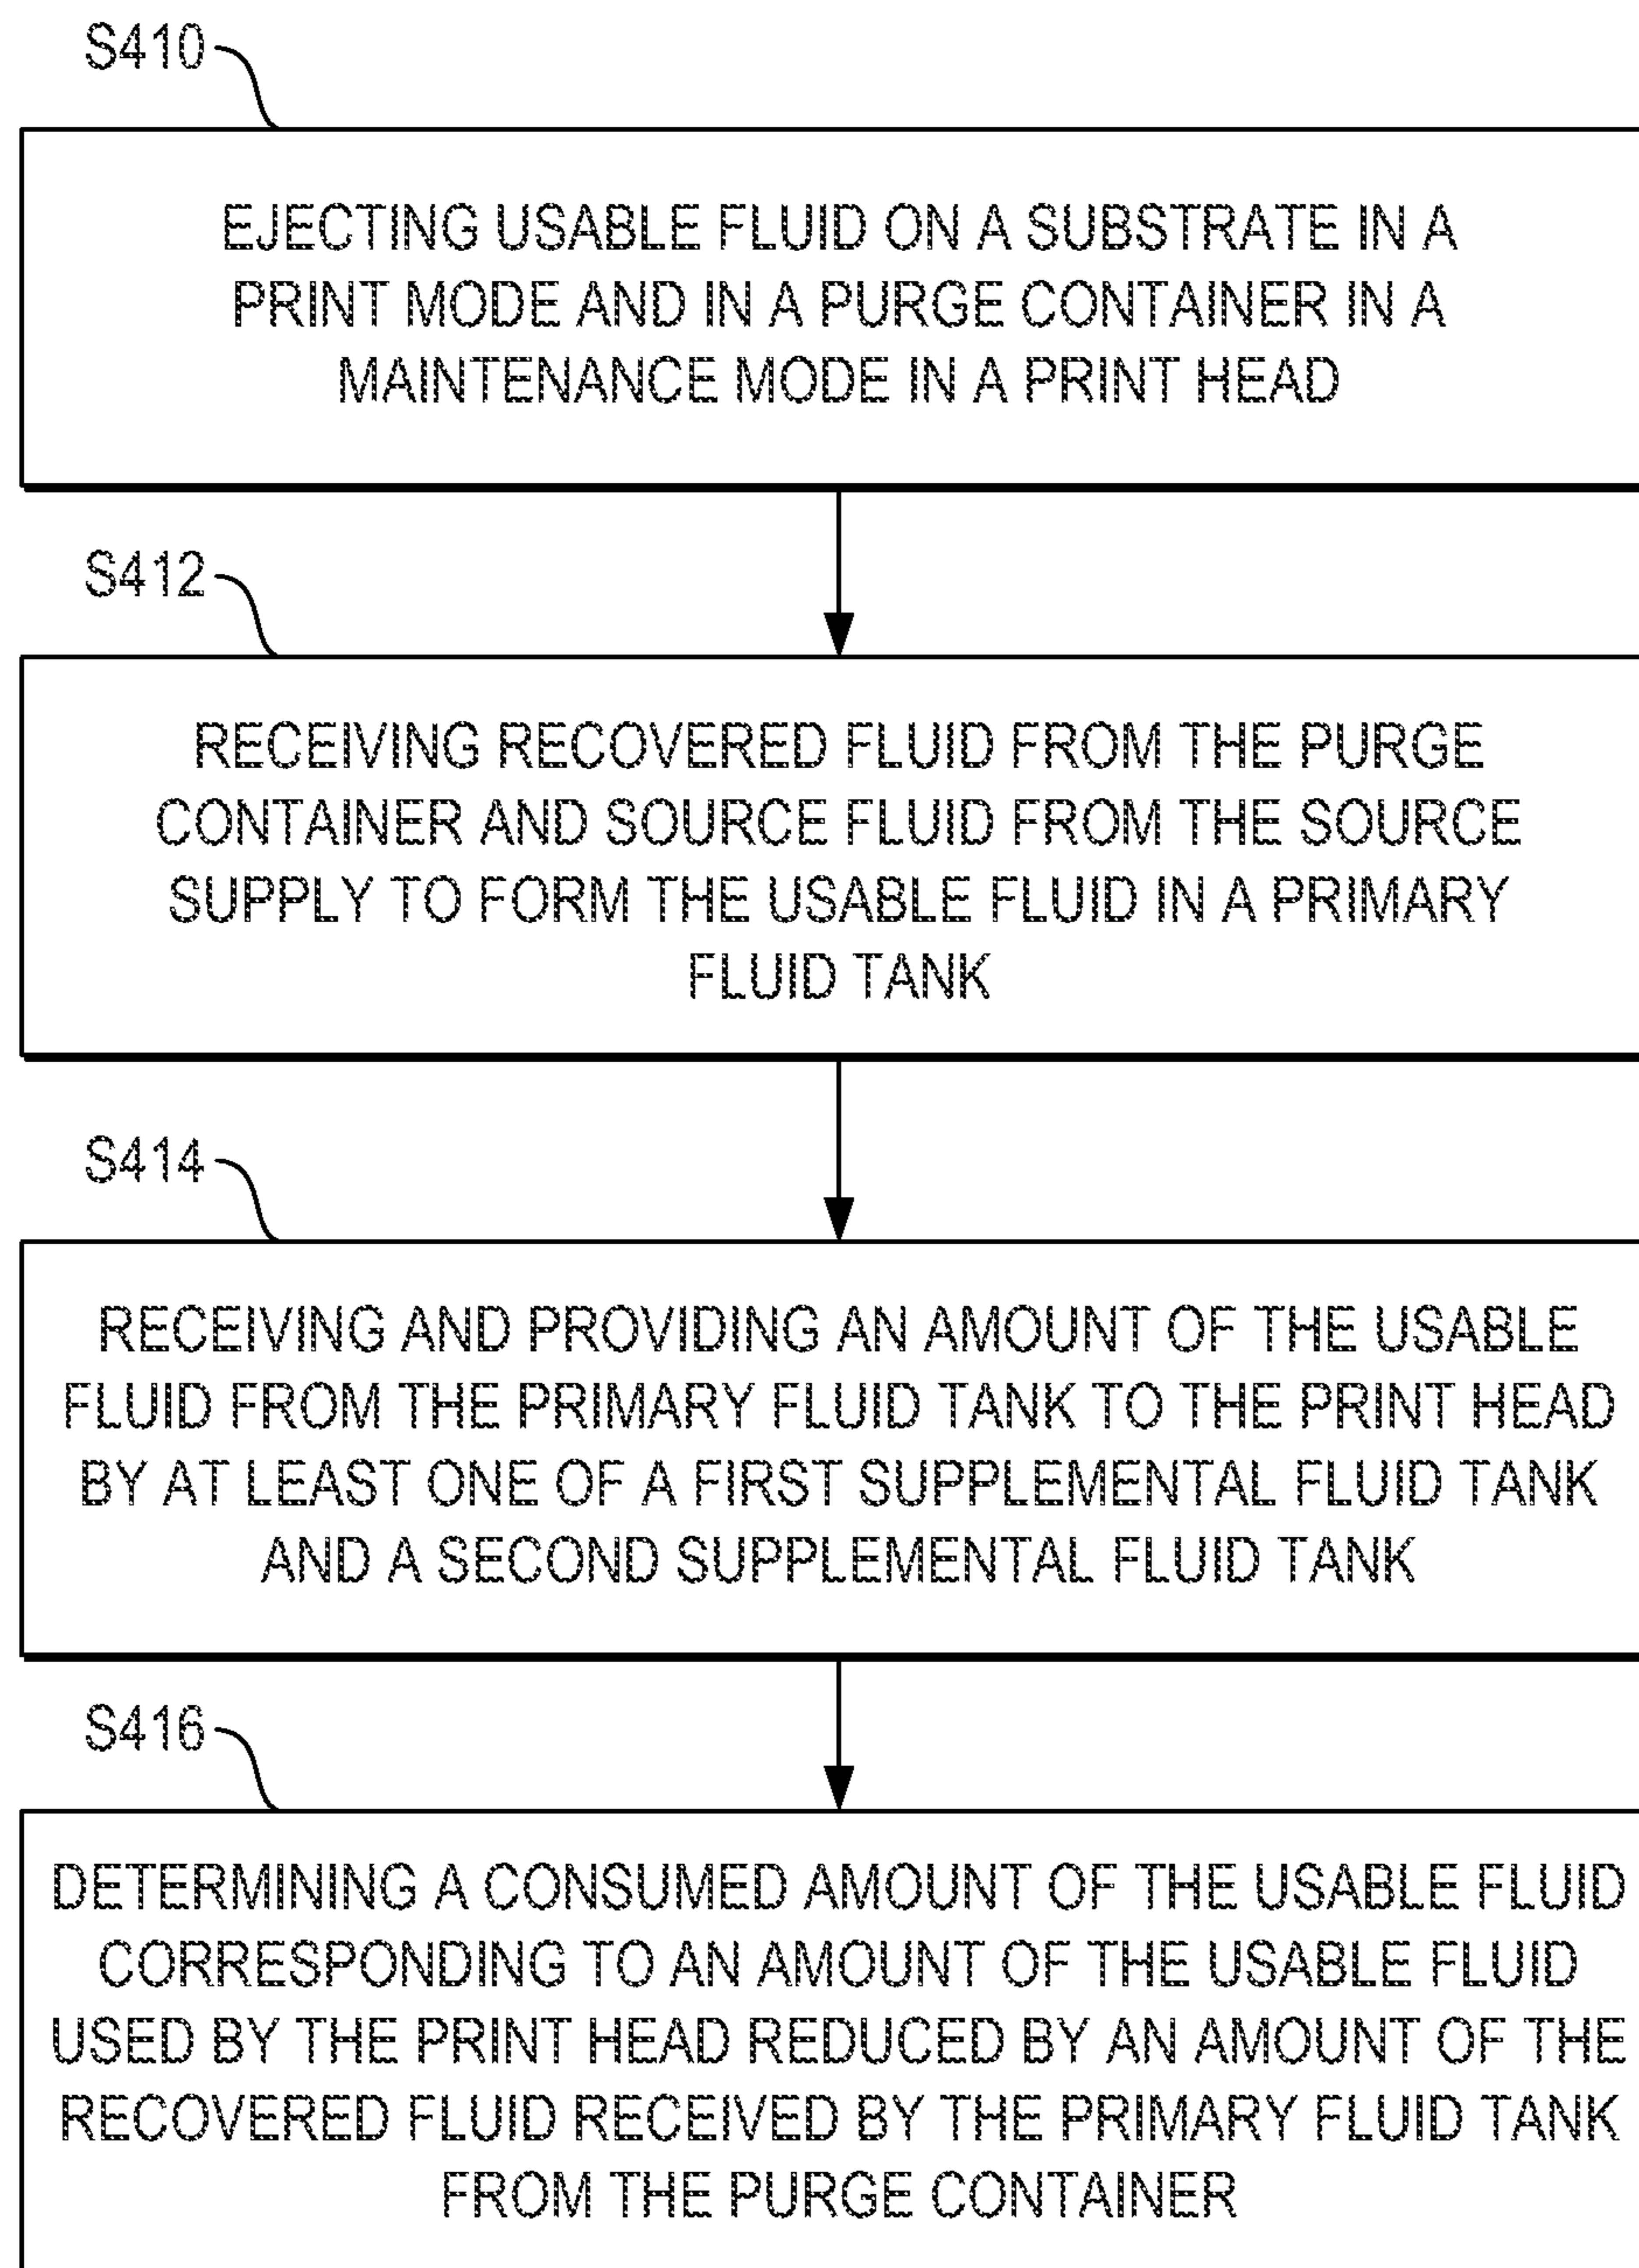 S410
EJECTING USABLE FLUID ON A SUBSTRATE IN A
PRINT MODE AND IN A PURGE CONTAINER IN A
MAINTENANCE MODE IN A PRINT HEAD
S412
RECEIVING RECOVERED FLUID FROM THE PURGE
CONTAINER AND SOURCE FLUID FROM THE SOURCE
SUPPLY TO FORM THE USABLE FLUID IN A PRIMARY
FLUID TANK
S414
RECEIVING AND PROVIDING AN AMOUNT OF THE USABLE
FLUID FROM THE PRIMARY FLUID TANK TO THE PRINT HEAD
BY AT LEAST ONE OF A FIRST SUPPLEMENTAL FLUID TANK
AND A SECOND SUPPLEMENTAL FLUID TANK
S416
DETERMINING A CONSUMED AMOUNT OF THE USABLE FLUID
CORRESPONDING TO AN AMOUNT OF THE USABLE FLUID
USED BY THE PRINT HEAD REDUCED BY AN AMOUNT OF THE
RECOVERED FLUID RECEIVED BY THE PRIMARY FLUID TANK
FROM THE PURGE CONTAINER